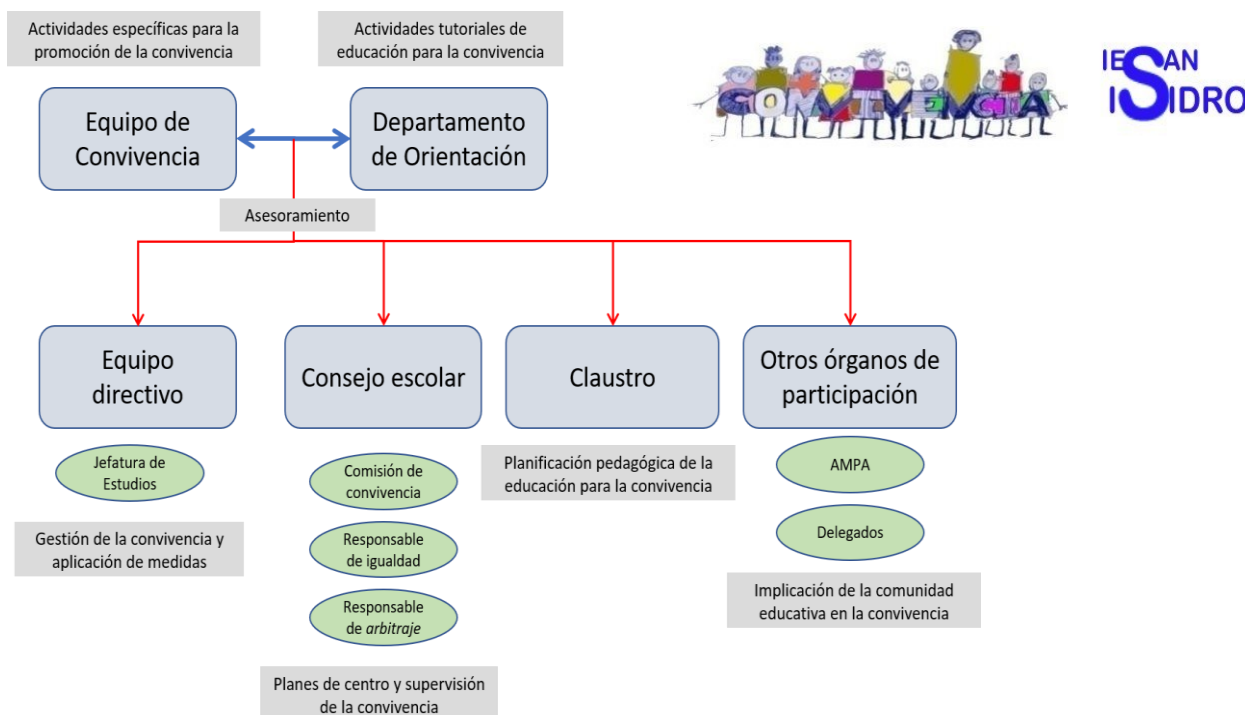 Actividades específicas para la
promoción de la convivencia
Actividades tutoriales de
educación para la convivencia
CONVIVENCIA
IES SAN
ISIDRO
Equipo de
Convivencia
Departamento
de Orientación
Asesoramiento
Equipo
directivo
Consejo escolar
Claustro
Otros órganos de
participación
Jefatura de
Estudios
Gestión de la convivencia y
aplicación de medidas
Comisión de
convivencia
Responsable
de igualdad
Responsable
de arbitraje
Planes de centro y supervisión
de la convivencia
Planificación pedagógica de la
educación para la convivencia
AMPA
Delegados
Implicación de la comunidad
educativa en la convivencia